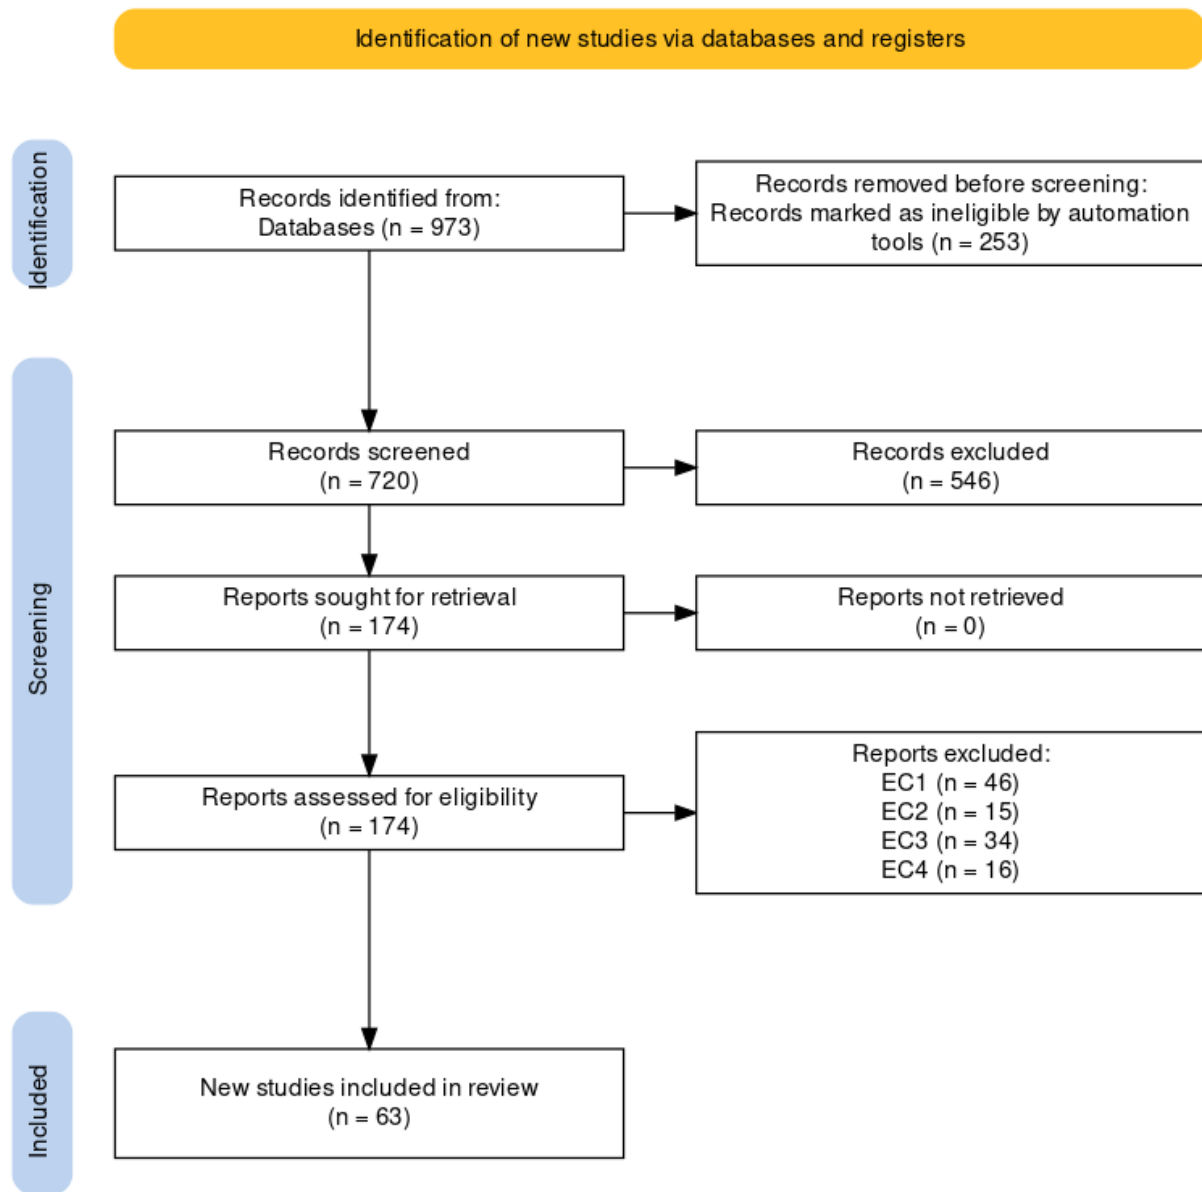 Identification of new studies via databases and registers
Identification
Records identified from:
Databases (n = 973)
Records removed before screening:
Records marked as ineligible by automation
tools (n = 253)
Screening
Records screened
(n = 720)
Records excluded
(n = 546)
Reports sought for retrieval
(n = 174)
Reports not retrieved
(n = 0)
Reports assessed for eligibility
(n = 174)
Reports excluded:
EC1 (n = 46)
EC2 (n = 15)
EC3 (n = 34)
EC4 (n = 16)
Included
New studies included in review
(n = 63)